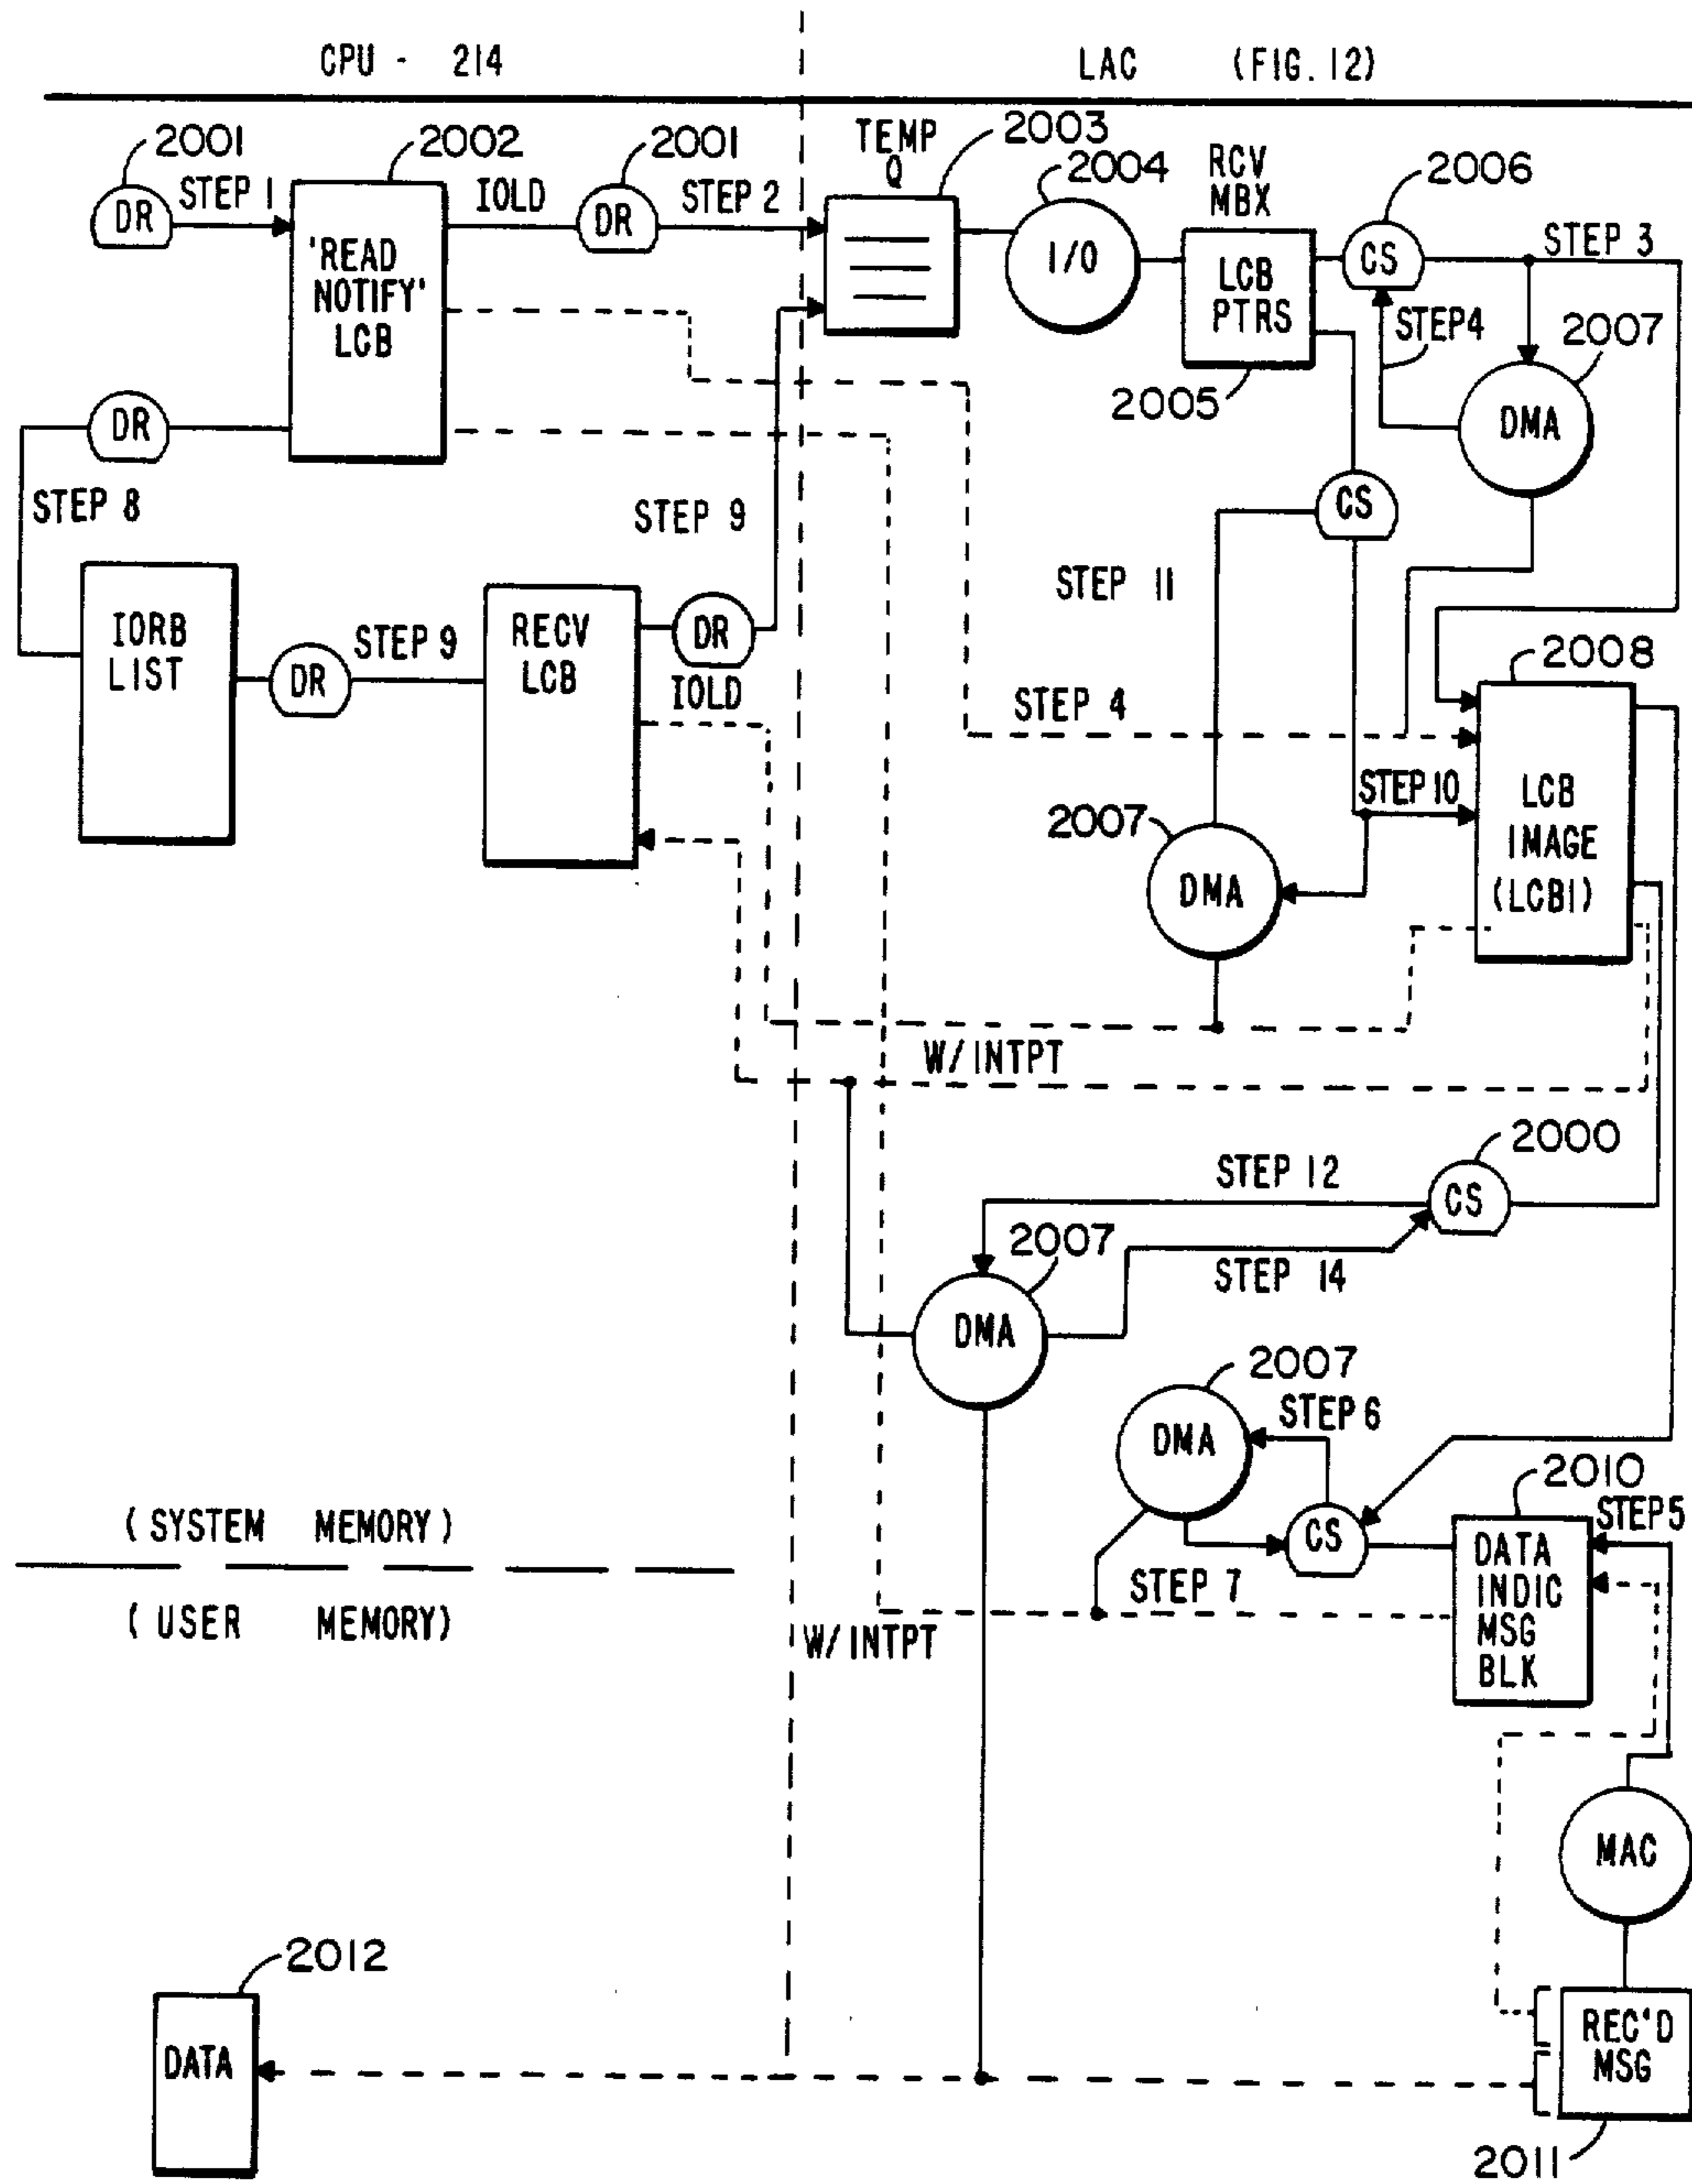 CPU - 214
LAC (FIG. 12)
2001
STEP 1
DR
2002
'READ
NOTIFY'
LCB
IOLD
2001
DR
STEP 2
TEMP
Q
2003
2004
I/O
RCV
MBX
LCB
PTRS
2005
2006
CS
STEP 3
STEP4
2007
DMA
DR
STEP 8
STEP 9
CS
STEP 11
IORB
LIST
DR
STEP 9
RECV
LCB
DR
IOLD
STEP 4
2008
LCB
IMAGE
(LCBI)
STEP 10
2007
DMA
W/INTPT
2000
CS
STEP 12
STEP 14
2007
DMA
2007
DMA
STEP 6
CS
STEP 7
2010
STEP 5
DATA
INDIC
MSG
BLK
W/INTPT
(SYSTEM MEMORY)
(USER MEMORY)
MAC
2012
DATA
REC'D
MSG
2011